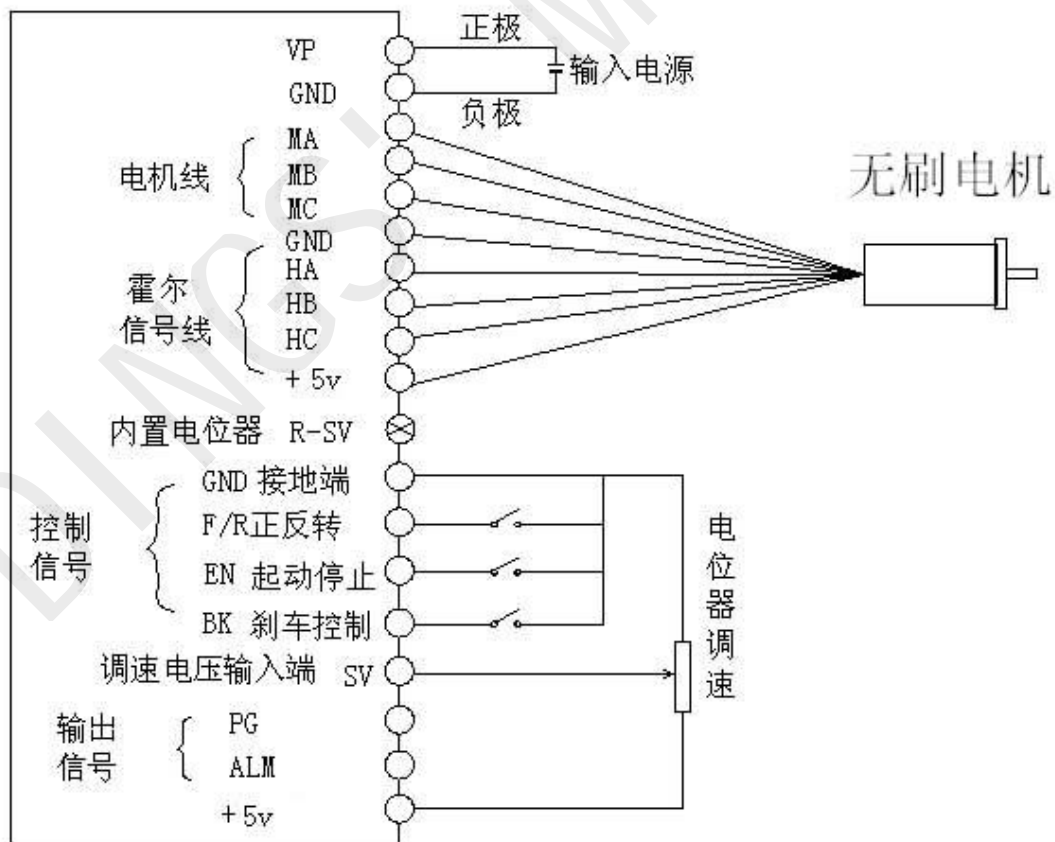 正极
VP
输入电源
GND
负极
MA
电机线 MB
MC
无刷电机
GND
HA
霍尔
信号线
HB
HC
+5v
内置电位器 R-SV
GND 接地端
控制
信号
F/R正反转
EN 起动停止
BK 刹车控制
电位器调速
调速电压输入端 SV
输出
信号
PG
ALM
+5v
DINGS'